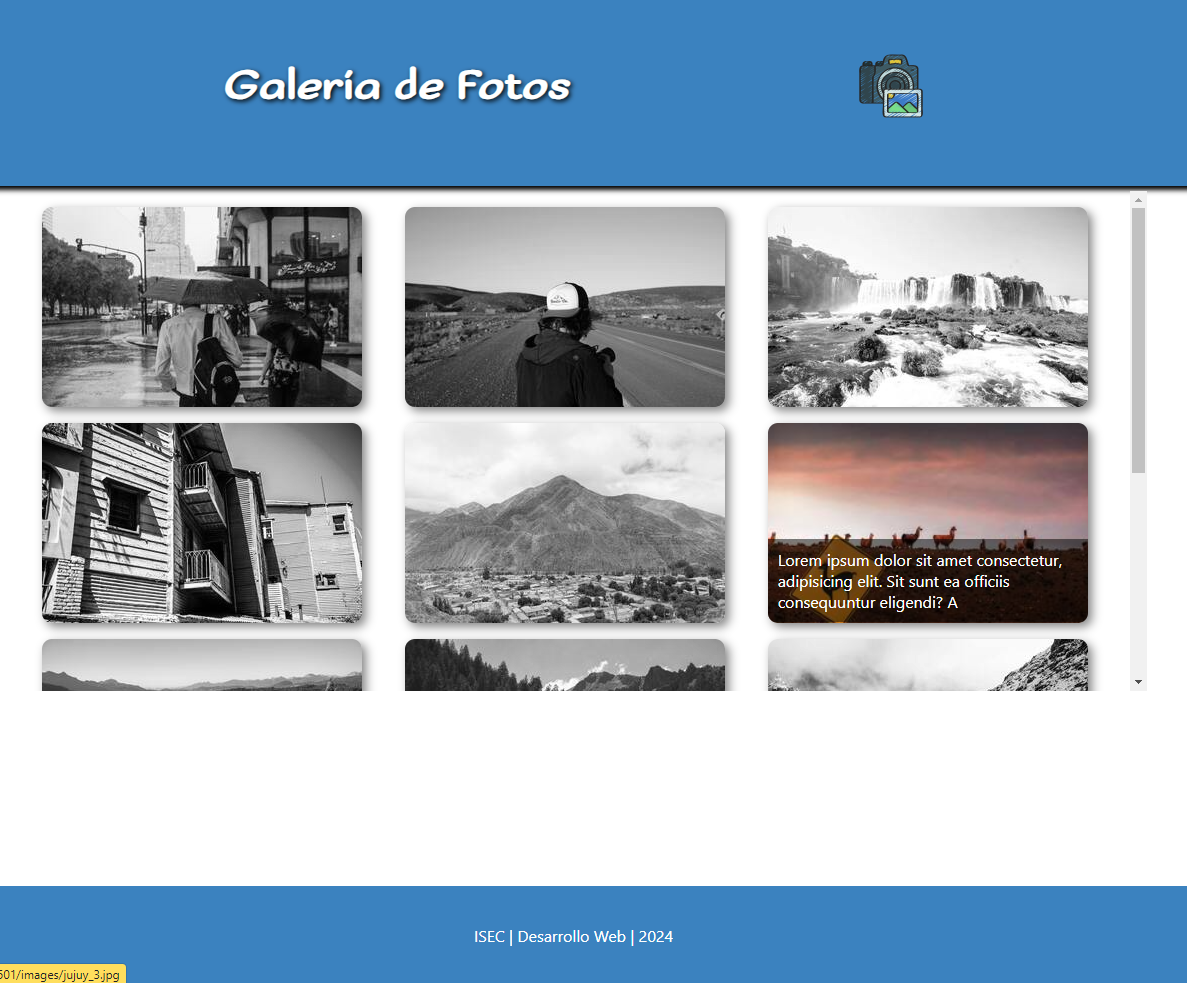 Galería de Fotos
Lorem ipsum dolor sit amet consectetur,
adipisicing elit. Sit sunt ea officiis
consequuntur eligendi? A
ISEC | Desarrollo Web | 2024
501/images/jujuy_3.jpg